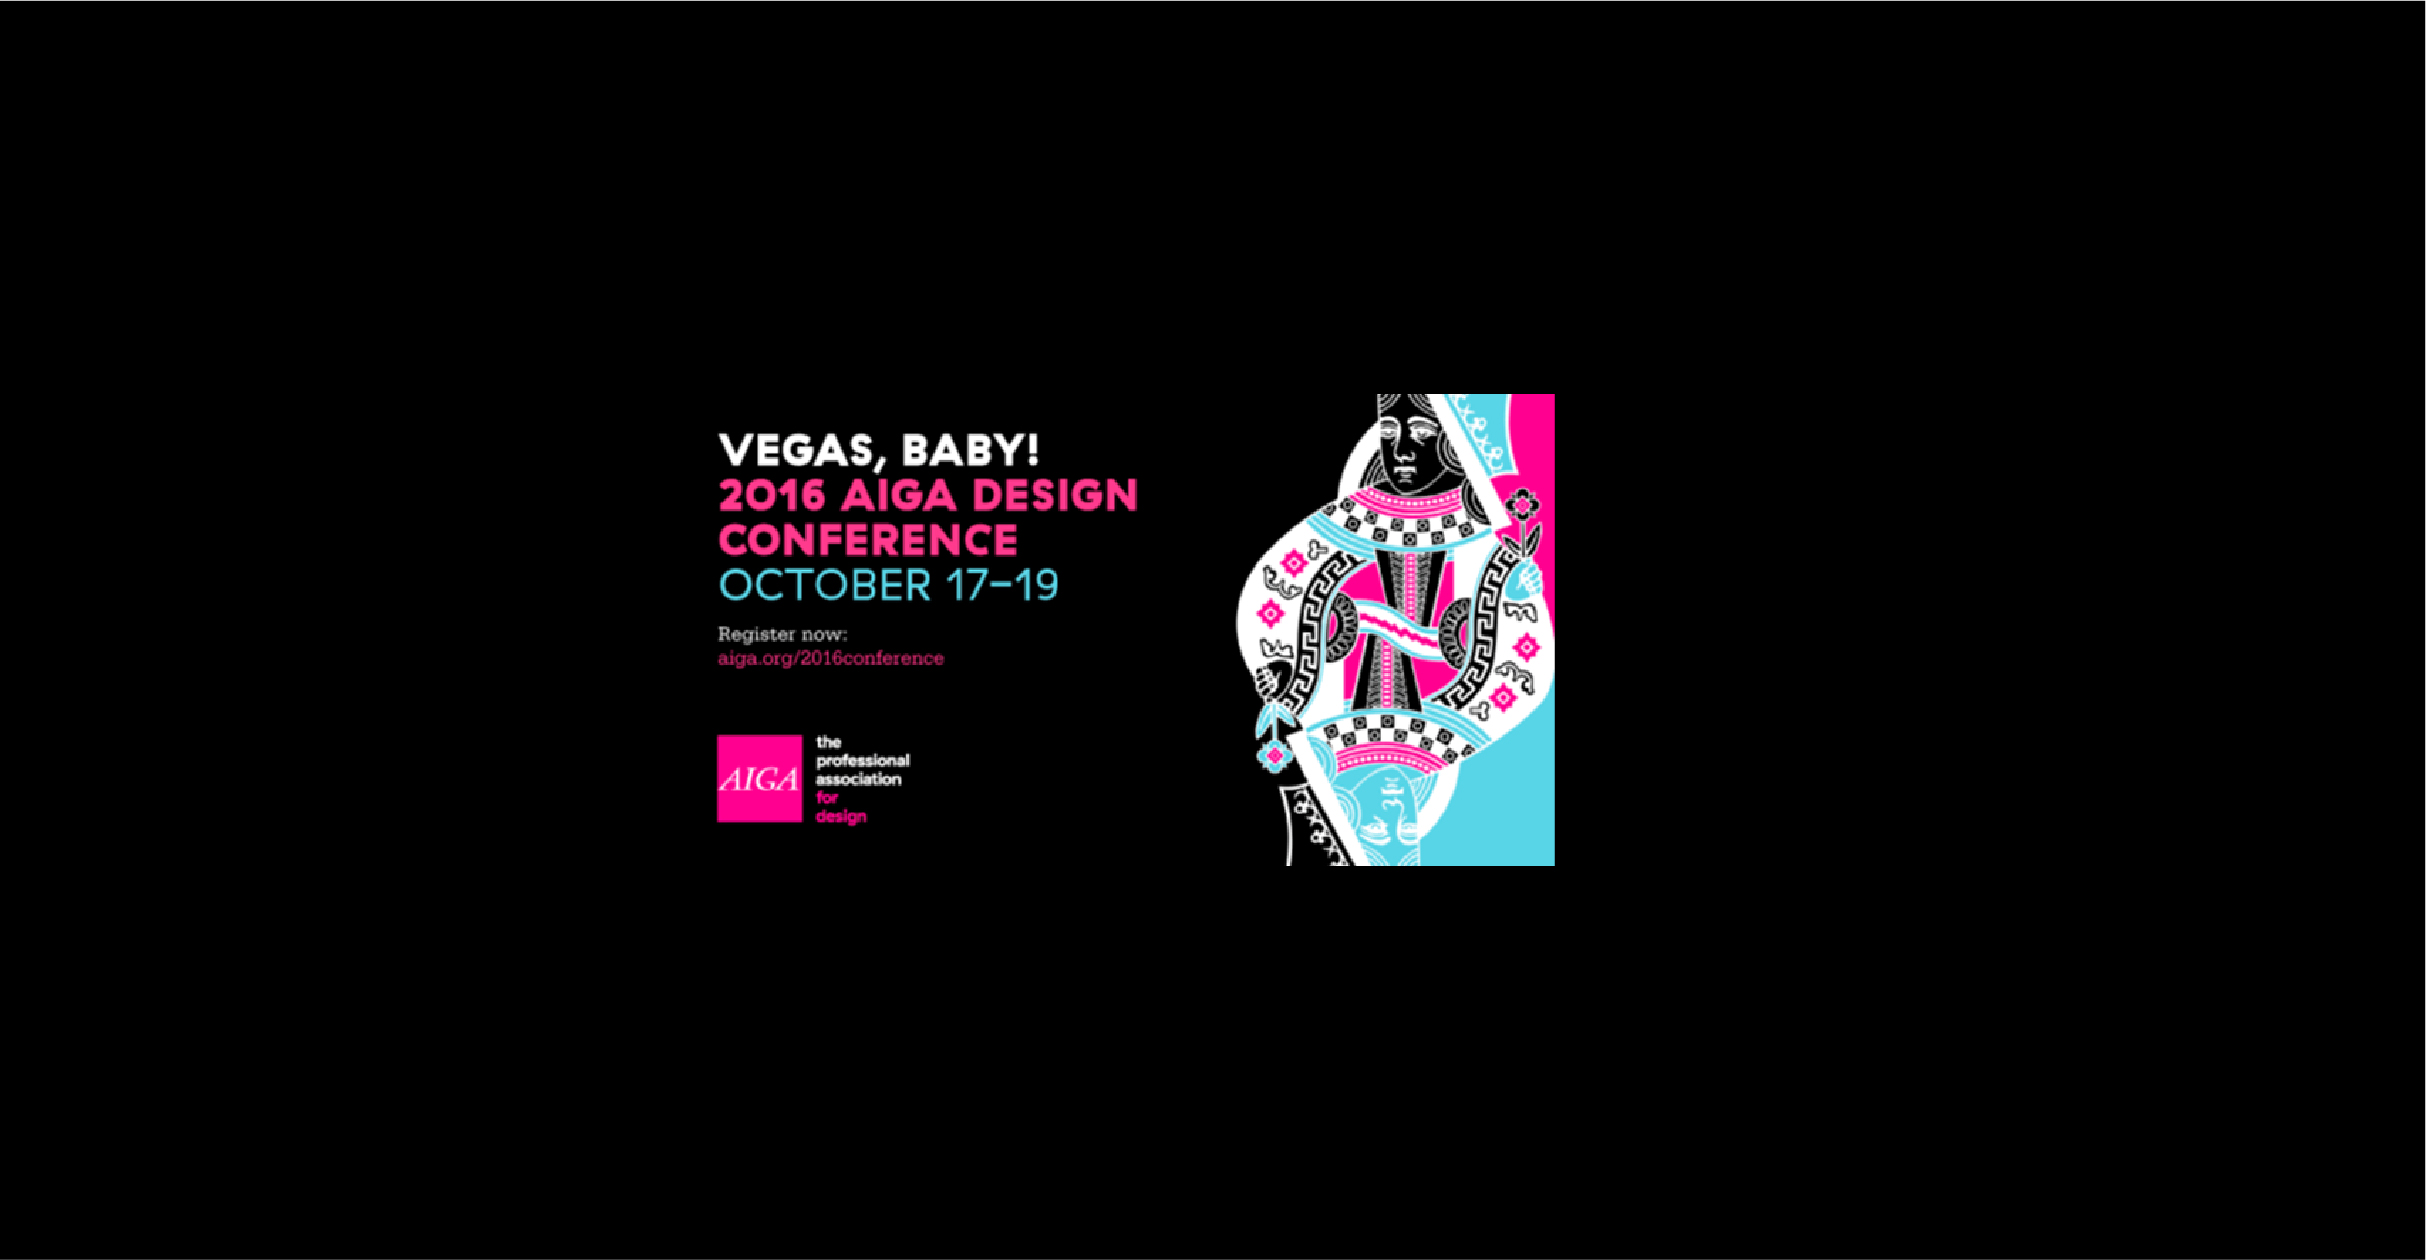 VEGAS, BABY!
2016 AIGA DESIGN
CONFERENCE
OCTOBER 17–19
Register now:
aiga.org/2016conference
AIGA
the
professional
association
for
design